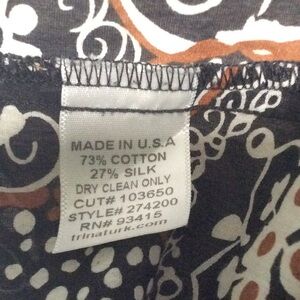 MADE IN U.S.A
73% COTTON
27% SILK
DRY CLEAN ONLY
CUT# 103650
STYLE# 274200
RN# 93415
trinaturk.com